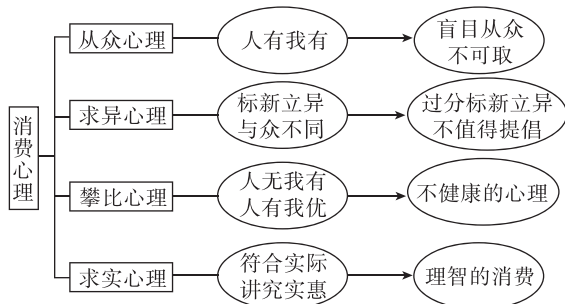 消费心理
从众心理
人有我有
盲目从众
不可取
求异心理
标新立异
与众不同
过分标新立异
不值得提倡
攀比心理
人无我有
人有我优
不健康的心理
求实心理
符合实际
讲究实惠
理智的消费